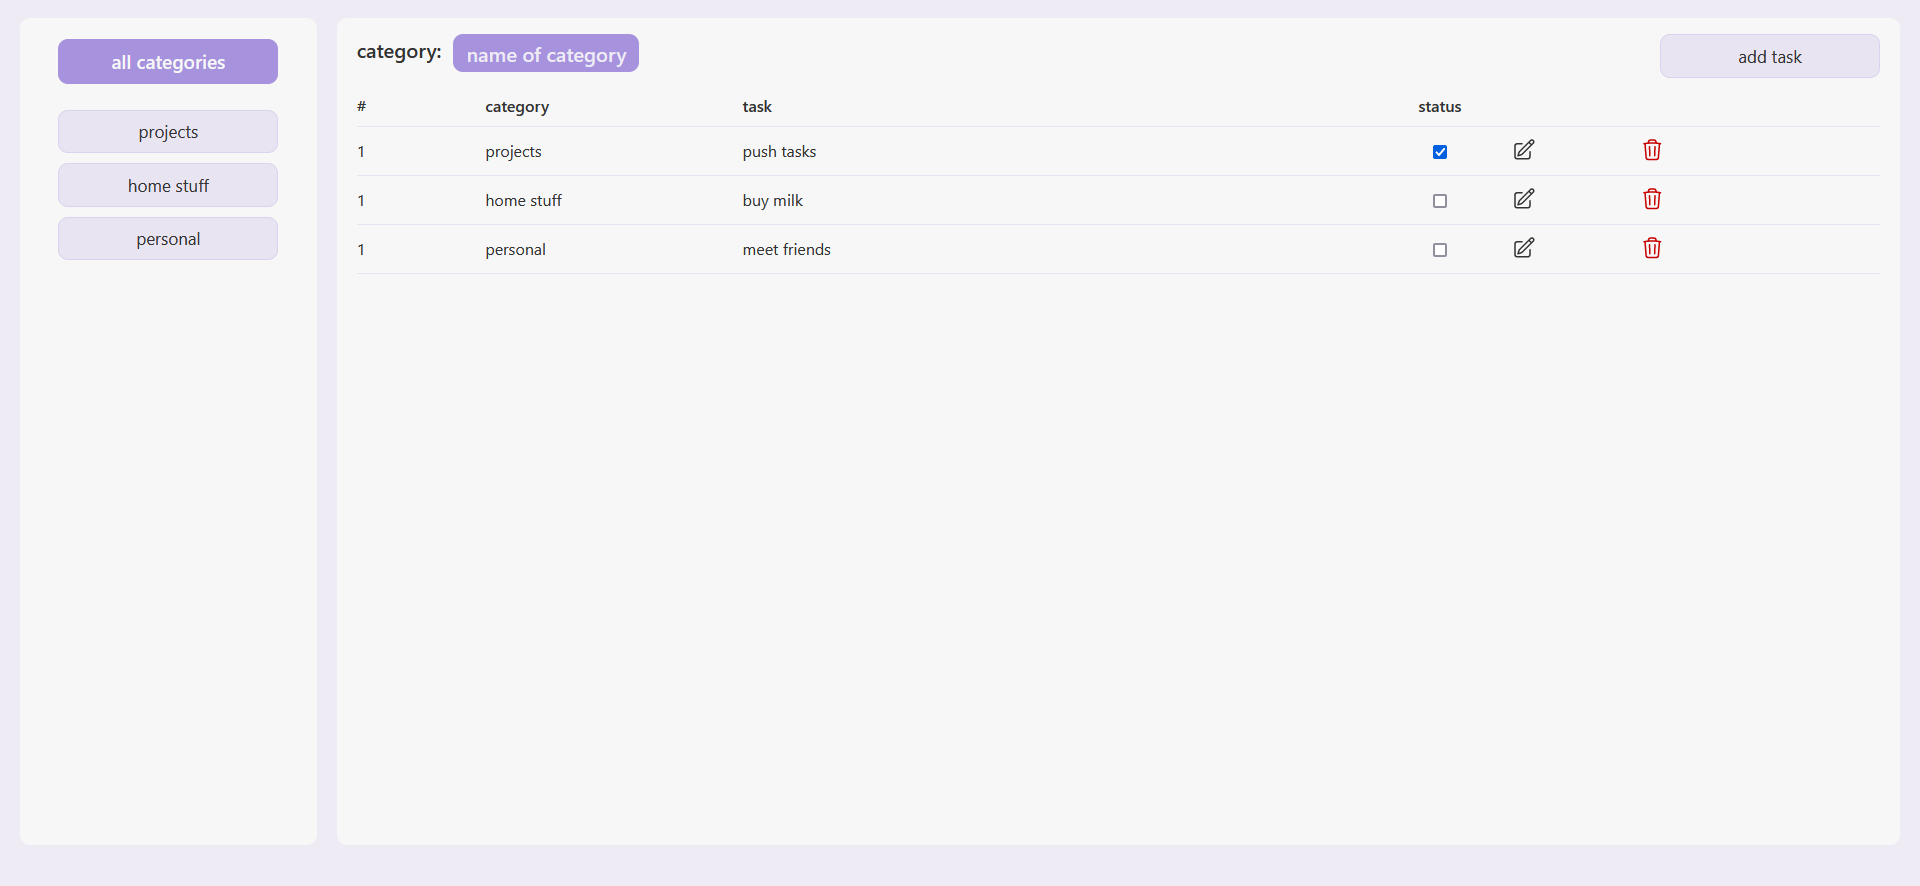 all categories
projects
home stuff
personal
category: name of category
add task
# category task status
1 projects push tasks
1 home stuff buy milk
1 personal meet friends